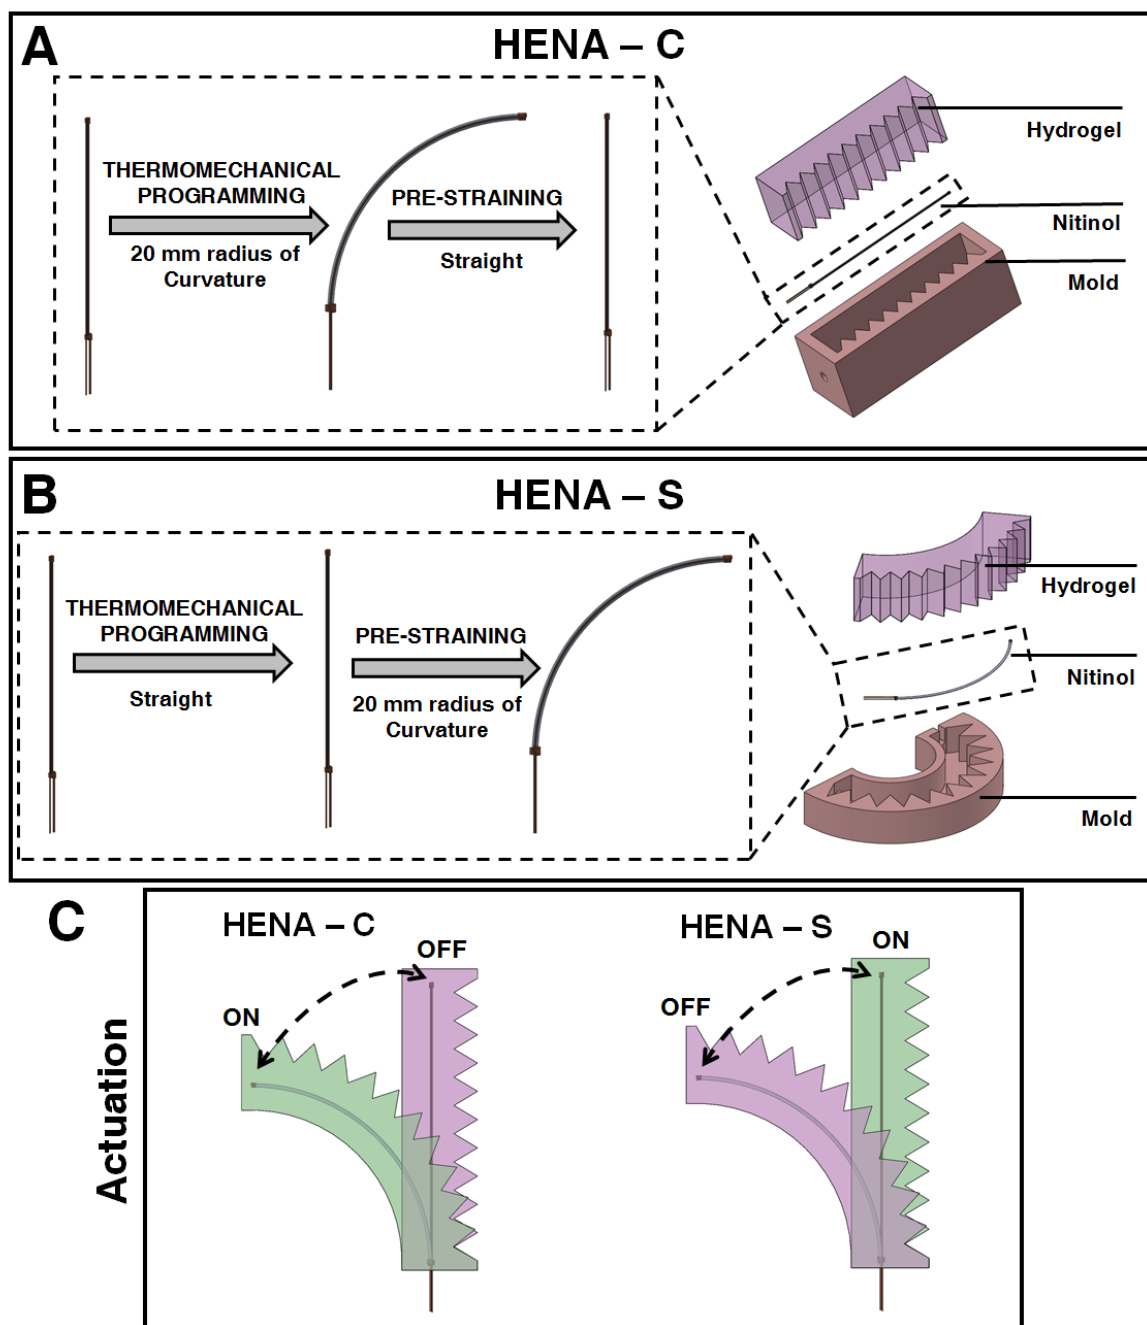 A
HENA – C
THERMOMECHANICAL
PROGRAMMING
20 mm radius of
Curvature
PRE-STRAINING
Straight
Hydrogel
Nitinol
Mold
B
HENA – S
THERMOMECHANICAL
PROGRAMMING
Straight
PRE-STRAINING
20 mm radius of
Curvature
Hydrogel
Nitinol
Mold
C
Actuation
HENA – C
OFF
ON
HENA – S
ON
OFF